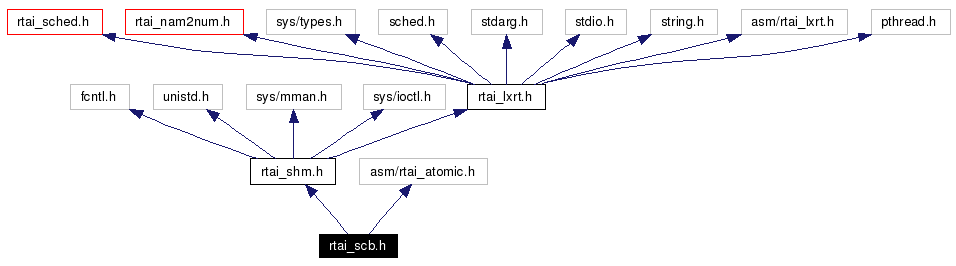 rtai_sched.h rtai_nam2num.h sys/types.h sched.h stdarg.h stdio.h string.h asm/rtai_lxrt.h pthread.h
fcntl.h unistd.h sys/mman.h sys/ioctl.h rtai_lxrt.h
rtai_shm.h asm/rtai_atomic.h
rtai_scb.h